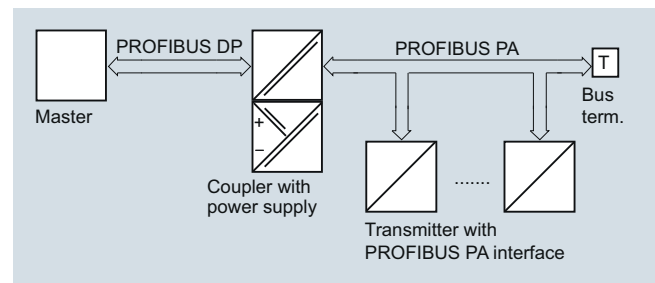 PROFIBUS DP
PROFIBUS PA
T
Master
Bus
term.
+
–
Coupler with
power supply
.......
Transmitter with
PROFIBUS PA interface